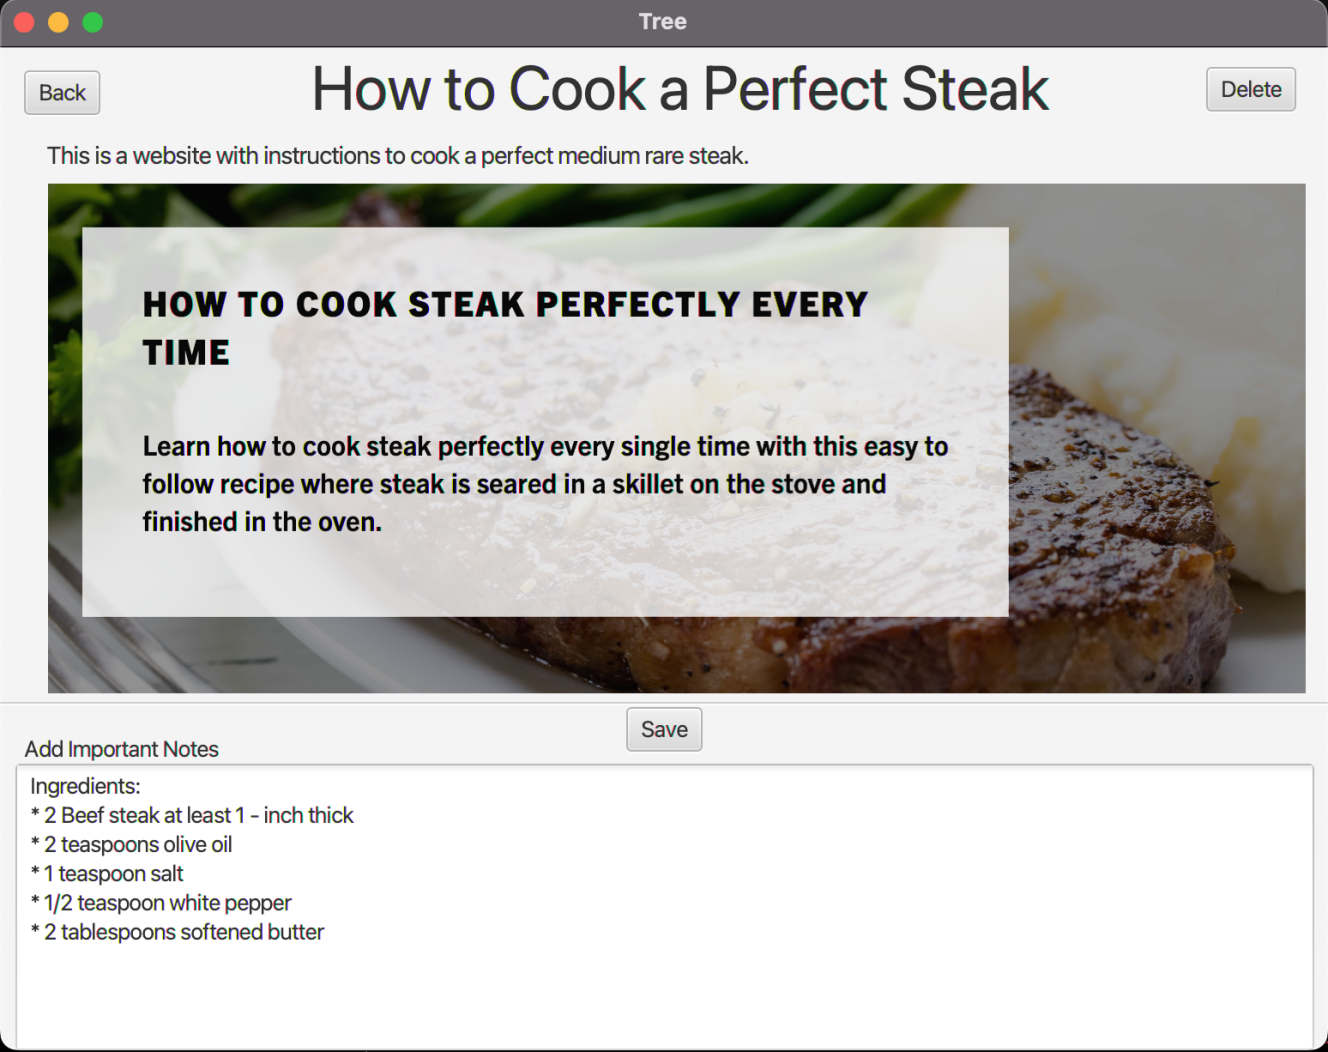 Tree
Back
How to Cook a Perfect Steak
Delete
This is a website with instructions to cook a perfect medium rare steak.
HOW TO COOK STEAK PERFECTLY EVERY
TIME
Learn how to cook steak perfectly every single time with this easy to
follow recipe where steak is seared in a skillet on the stove and
finished in the oven.
Save
Add Important Notes
Ingredients:
* 2 Beef steak at least 1 - inch thick
* 2 teaspoons olive oil
* 1 teaspoon salt
* 1/2 teaspoon white pepper
* 2 tablespoons softened butter